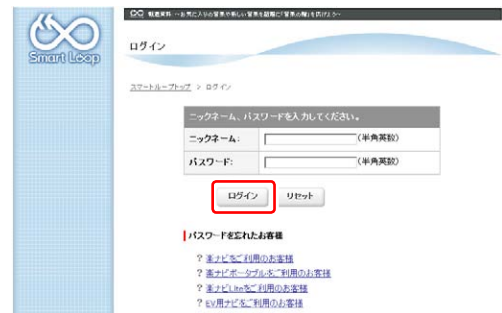 Smart Loop
ログイン
スマートループトップ > ログイン
ニックネーム、パスワードを入力してください。
ニックネーム:
(半角英数)
パスワード:
(半角英数)
ログイン
リセット
パスワードを忘れたお客様
? 楽ナビをご利用のお客様
? 楽ナビポータブルをご利用のお客様
? 楽ナビLiteをご利用のお客様
? EV用ナビをご利用のお客様